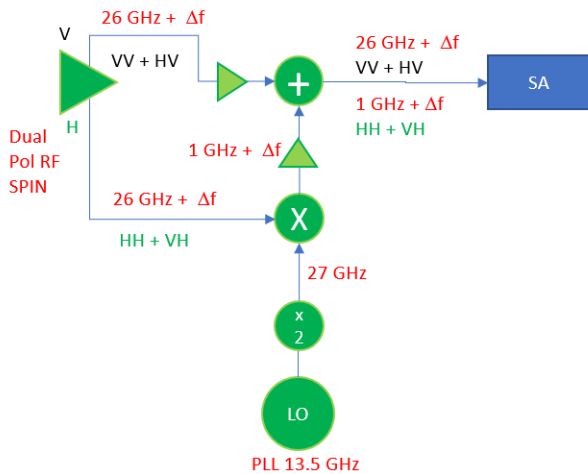 26 GHz + Δf
V
VV + HV
26 GHz + Δf
VV + HV
+
SA
1 GHz + Δf
HH + VH
H
Dual
Pol RF
SPIN
1 GHz + Δf
26 GHz + Δf
X
HH + VH
27 GHz
x
2
LO
PLL 13.5 GHz